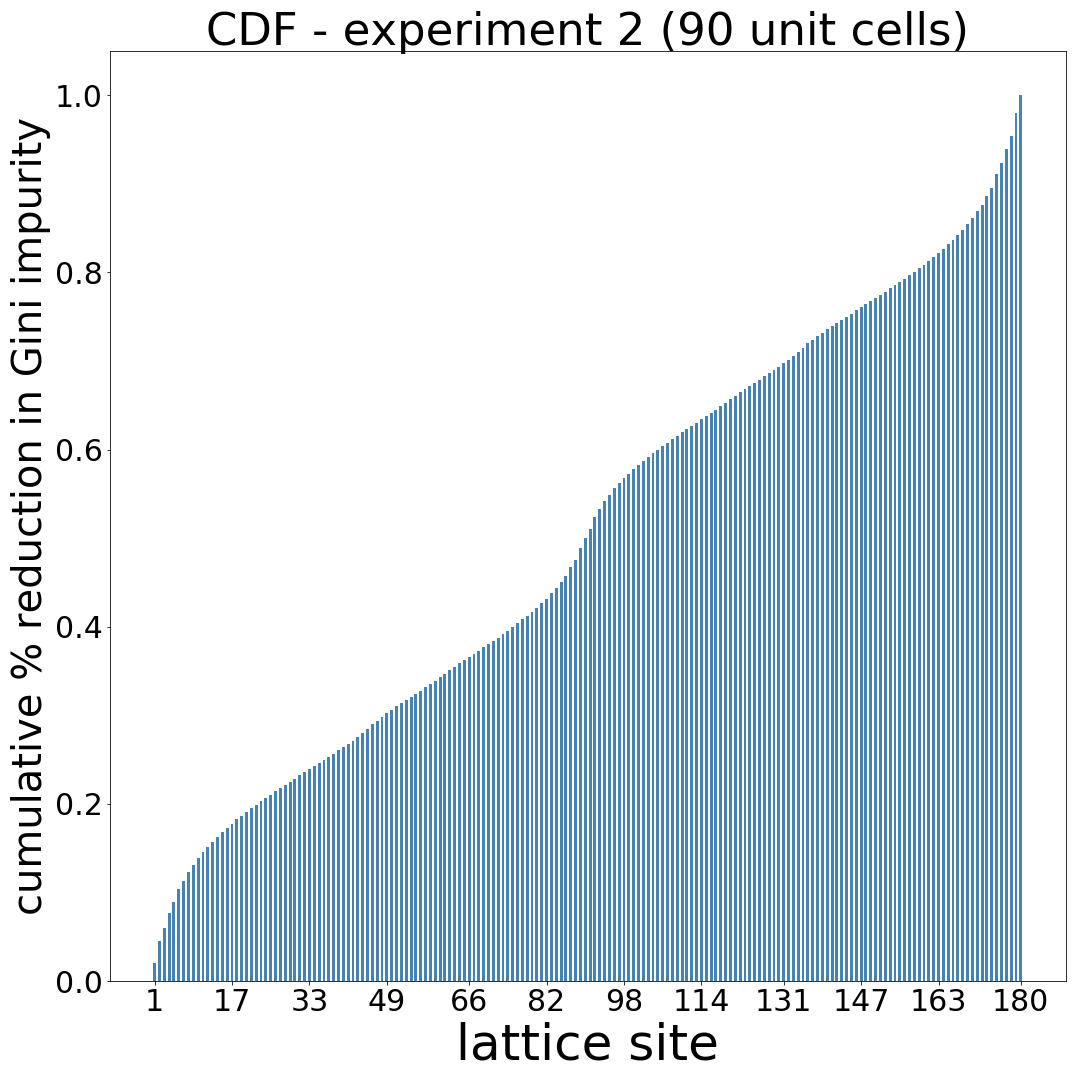 CDF - experiment 2 (90 unit cells)
cumulative % reduction in Gini impurity
1.0
0.8
0.6
0.4
0.2
0.0
1 17 33 49 66 82 98 114 131 147 163 180
lattice site